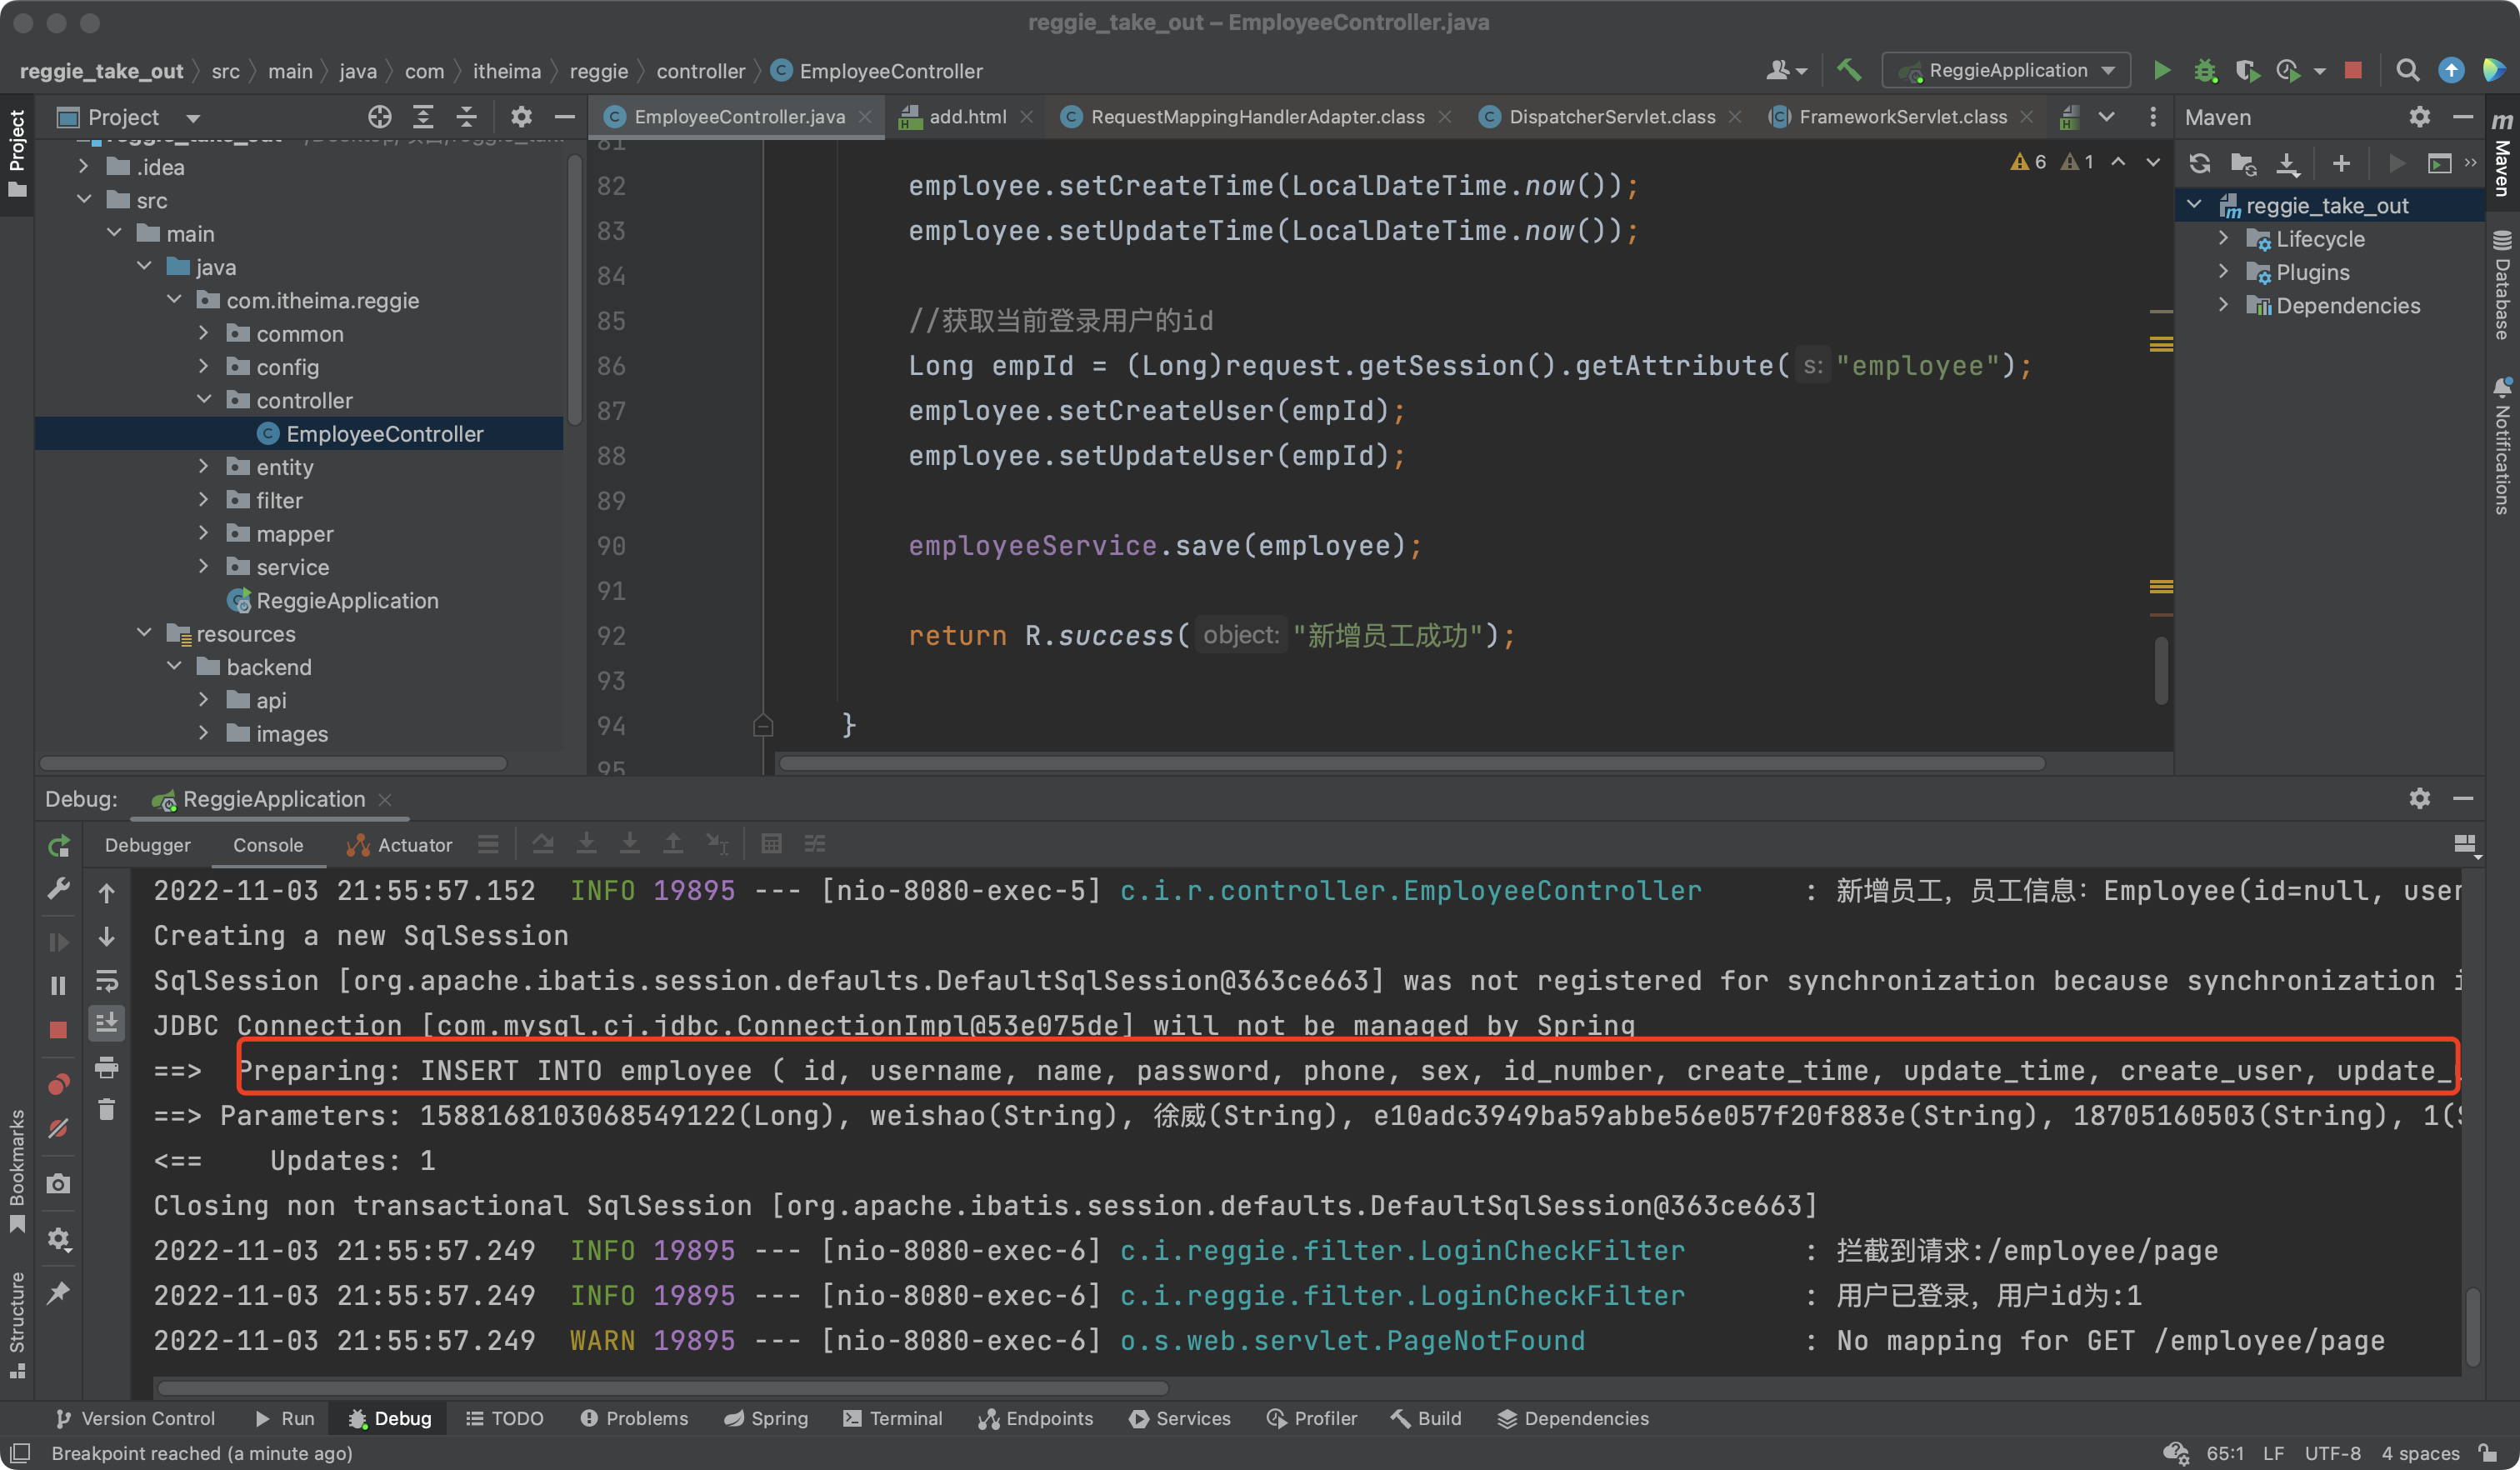 reggie_take_out – EmployeeController.java
reggie_take_out src main java com itheima reggie controller EmployeeController
ReggieApplication
Project
EmployeeController.java add.html RequestMappingHandlerAdapter.class DispatcherServlet.class FrameworkServlet.class
Maven
Project
.idea
src
main
java
com.itheima.reggie
common
config
controller
EmployeeController
entity
filter
mapper
service
ReggieApplication
resources
backend
api
images
6 1
81
82 employee.setCreateTime(LocalDateTime.now());
83 employee.setUpdateTime(LocalDateTime.now());
84
85 //获取当前登录用户的id
86 Long empId = (Long)request.getSession().getAttribute( s: "employee");
87 employee.setCreateUser(empId);
88 employee.setUpdateUser(empId);
89
90 employeeService.save(employee);
91
92 return R.success( object: "新增员工成功");
93
94 }
95
reggie_take_out
Lifecycle
Plugins
Dependencies
m Maven
Database
Notifications
Debug: ReggieApplication
Debugger Console Actuator
2022-11-03 21:55:57.152 INFO 19895 --- [nio-8080-exec-5] c.i.r.controller.EmployeeController : 新增员工，员工信息：Employee(id=null, user
Creating a new SqlSession
SqlSession [org.apache.ibatis.session.defaults.DefaultSqlSession@363ce663] was not registered for synchronization because synchronization i
JDBC Connection [com.mysql.cj.jdbc.ConnectionImpl@53e075de] will not be managed by Spring
==> Preparing: INSERT INTO employee ( id, username, name, password, phone, sex, id_number, create_time, update_time, create_user, update_
==> Parameters: 1588168103068549122(Long), weishao(String), 徐威(String), e10adc3949ba59abbe56e057f20f883e(String), 18705160503(String), 1(S
<== Updates: 1
Closing non transactional SqlSession [org.apache.ibatis.session.defaults.DefaultSqlSession@363ce663]
2022-11-03 21:55:57.249 INFO 19895 --- [nio-8080-exec-6] c.i.reggie.filter.LoginCheckFilter : 拦截到请求:/employee/page
2022-11-03 21:55:57.249 INFO 19895 --- [nio-8080-exec-6] c.i.reggie.filter.LoginCheckFilter : 用户已登录，用户id为:1
2022-11-03 21:55:57.249 WARN 19895 --- [nio-8080-exec-6] o.s.web.servlet.PageNotFound : No mapping for GET /employee/page
Bookmarks
Structure
Version Control Run Debug TODO Problems Spring Terminal Endpoints Services Profiler Build Dependencies
Breakpoint reached (a minute ago) 65:1 LF UTF-8 4 spaces